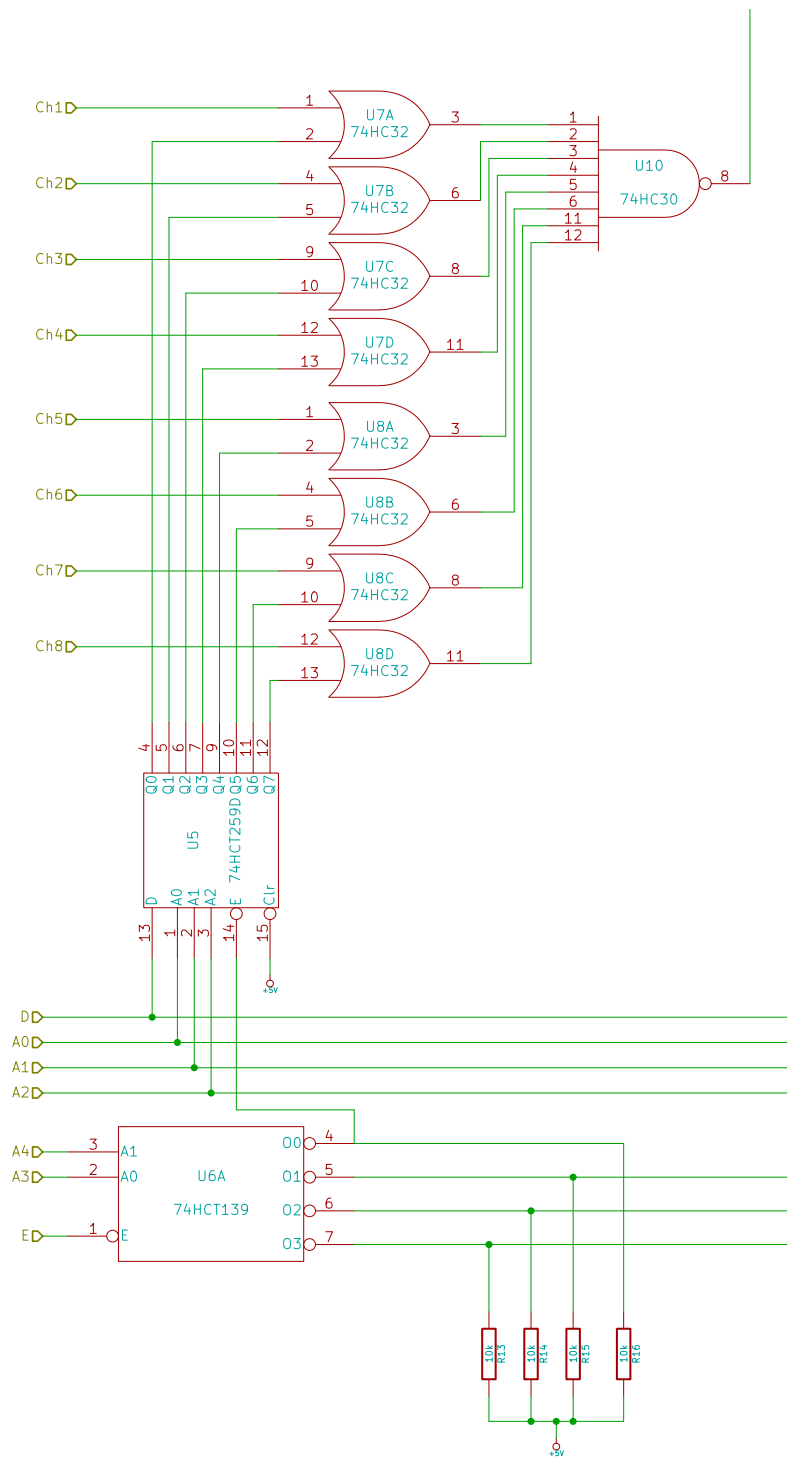 Ch1
1
2
U7A
74HC32
3
Ch2
4
5
U7B
74HC32
6
Ch3
9
10
U7C
74HC32
8
Ch4
12
13
U7D
74HC32
11
Ch5
1
2
U8A
74HC32
3
Ch6
4
5
U8B
74HC32
6
Ch7
9
10
U8C
74HC32
8
Ch8
12
13
U8D
74HC32
11
1
2
3
4
5
6
11
12
U10
74HC30
8
4
5
6
7
9
10
11
12
Q0
Q1
Q2
Q3
Q4
Q5
Q6
Q7
U5
74HCT259D
D
A0
A1
A2
E
Clr
13
1
2
3
14
15
+5V
D
A0
A1
A2
A4
3
A1
A3
2
A0
E
1
E
U6A
74HCT139
O0
4
O1
5
O2
6
O3
7
10k
R13
10k
R14
10k
R15
10k
R16
+5V